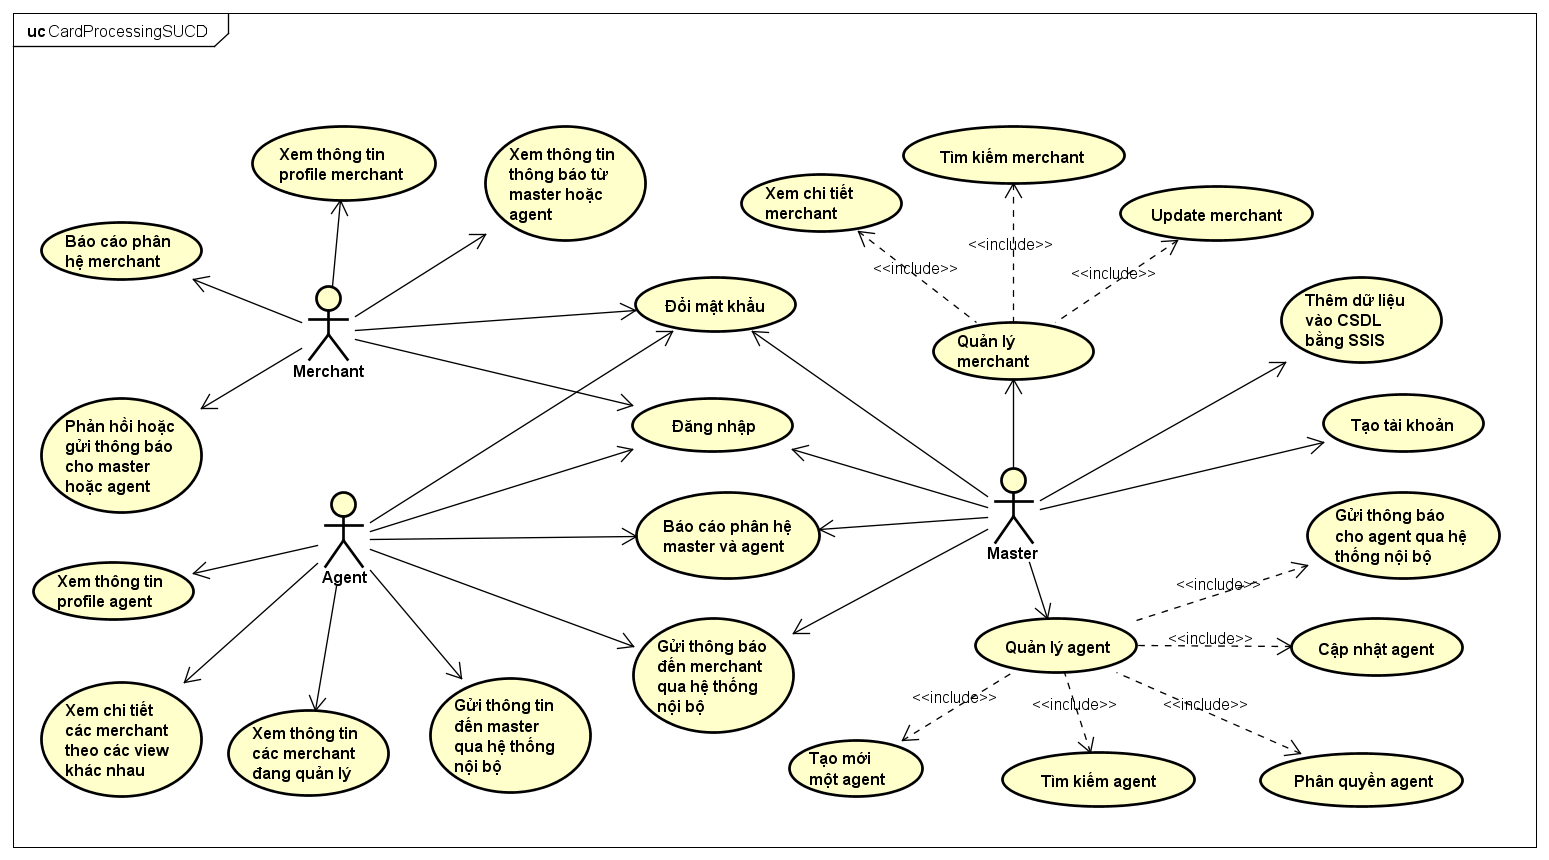 uc CardProcessingSUCD
Xem thông tin
profile merchant
Xem thông tin
thông báo từ
master hoặc
agent
Tìm kiếm merchant
Xem chi tiết
merchant
Update merchant
Báo cáo phân
hệ merchant
<<include>>
<<include>>
<<include>>
Đổi mật khẩu
Thêm dữ liệu
vào CSDL
bằng SSIS
Quản lý
merchant
Merchant
Phản hồi hoặc
gửi thông báo
cho master
hoặc agent
Đăng nhập
Tạo tài khoản
Báo cáo phân hệ
master và agent
Master
Gửi thông báo
cho agent qua hệ
thống nội bộ
Agent
Xem thông tin
profile agent
<<include>>
Gửi thông báo
đến merchant
qua hệ thống
nội bộ
Quản lý agent
<<include>>
Cập nhật agent
<<include>>
<<include>>
<<include>>
Xem chi tiết
các merchant
theo các view
khác nhau
Xem thông tin
các merchant
đang quản lý
Gửi thông tin
đến master
qua hệ thống
nội bộ
Tạo mới
một agent
Tìm kiếm agent
Phân quyền agent